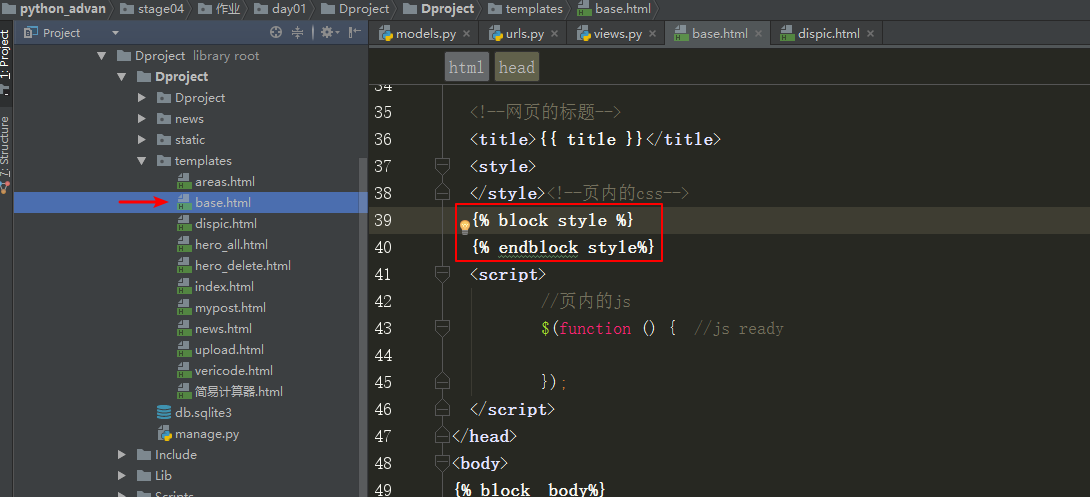 python_advan stage04 作业 day01 Dproject Dproject templates base.html
Project
models.py urls.py views.py base.html dispic.html
1: Project
7: Structure
Dproject library root
Dproject
Dproject
news
static
templates
areas.html
base.html
dispic.html
hero_all.html
hero_delete.html
index.html
mypost.html
news.html
upload.html
vericode.html
简易计算器.html
db.sqlite3
manage.py
Include
Lib
Scripts
html head
34
35 <!--网页的标题-->
36 <title>{{ title }}</title>
37 <style>
38 </style><!--页内的css-->
39 {% block style %}
40 {% endblock style%}
41 <script>
42 //页内的js
43 $(function () { //js ready
44
45 });
46 </script>
47 </head>
48 <body>
49 {% block  body%}